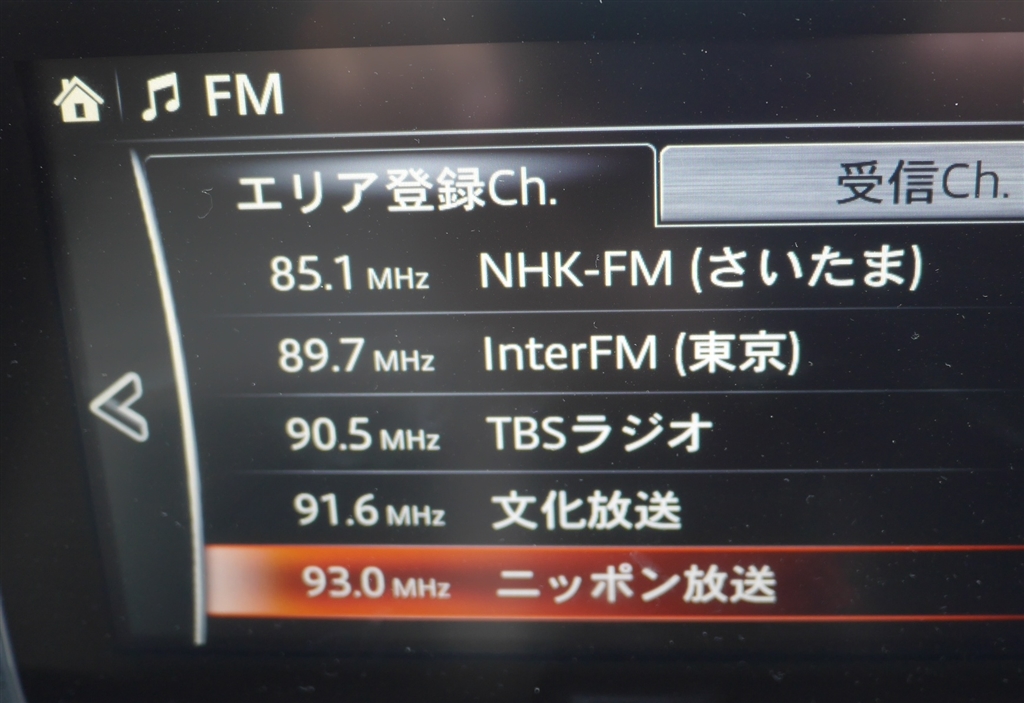 FM
エリア登録Ch. 受信Ch.
85.1 MHz NHK-FM (さいたま)
89.7 MHz InterFM (東京)
90.5 MHz TBSラジオ
91.6 MHz 文化放送
93.0 MHz ニッポン放送